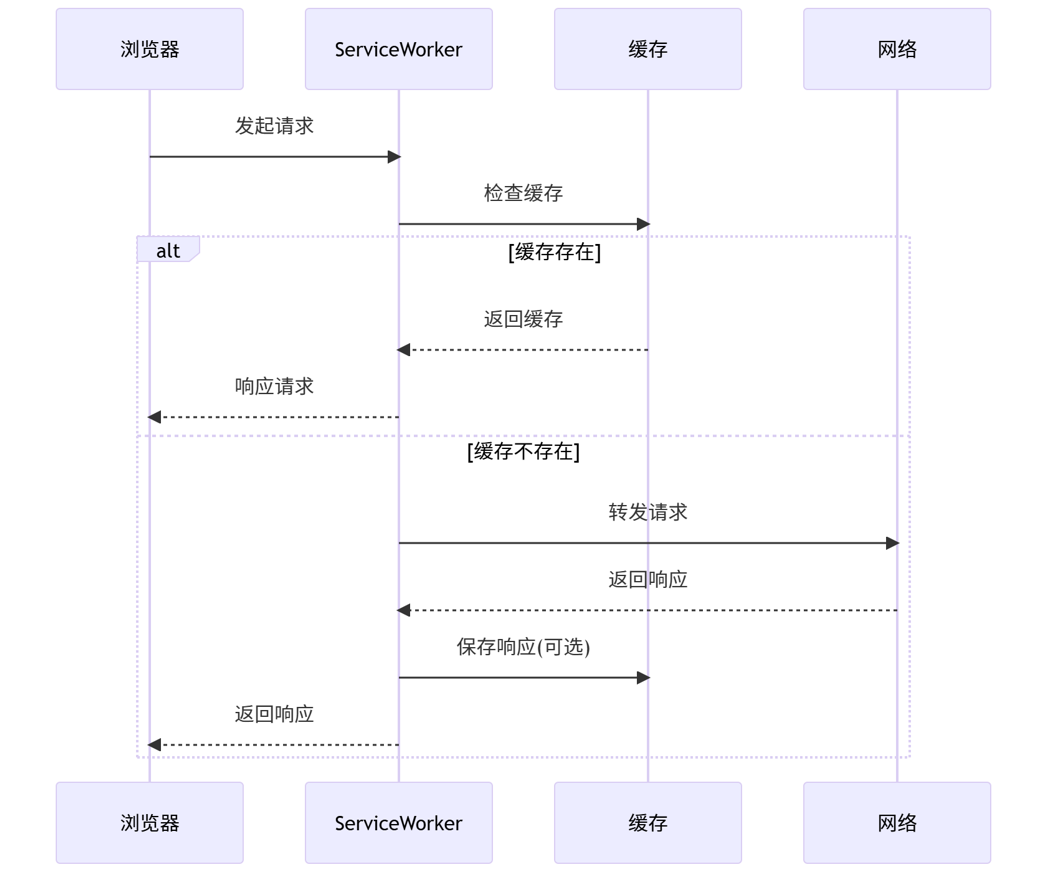 浏览器
ServiceWorker
缓存
网络
发起请求
检查缓存
alt
[缓存存在]
返回缓存
响应请求
[缓存不存在]
转发请求
返回响应
保存响应(可选)
返回响应
浏览器
ServiceWorker
缓存
网络